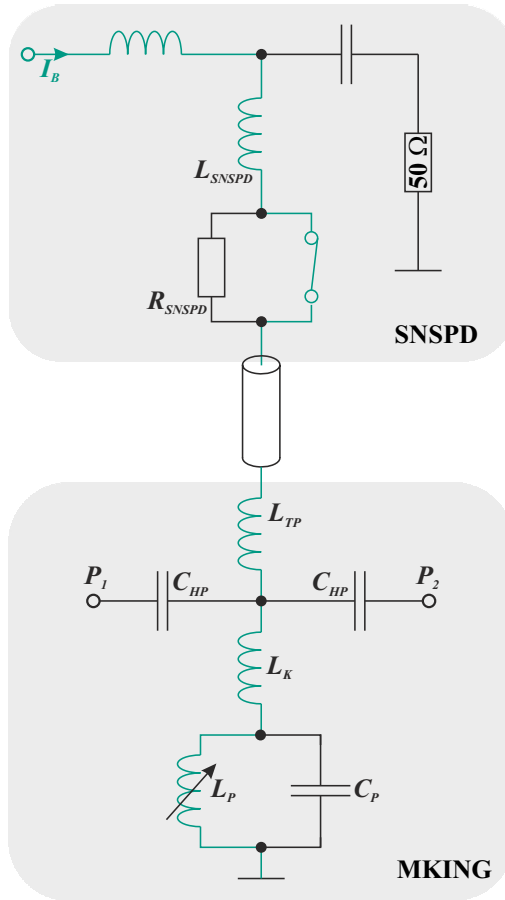 I_B
L_SNSPD
50 Ω
R_SNSPD
SNSPD
L_TP
P_1
C_HP
C_HP
P_2
L_K
L_P
C_P
MKING